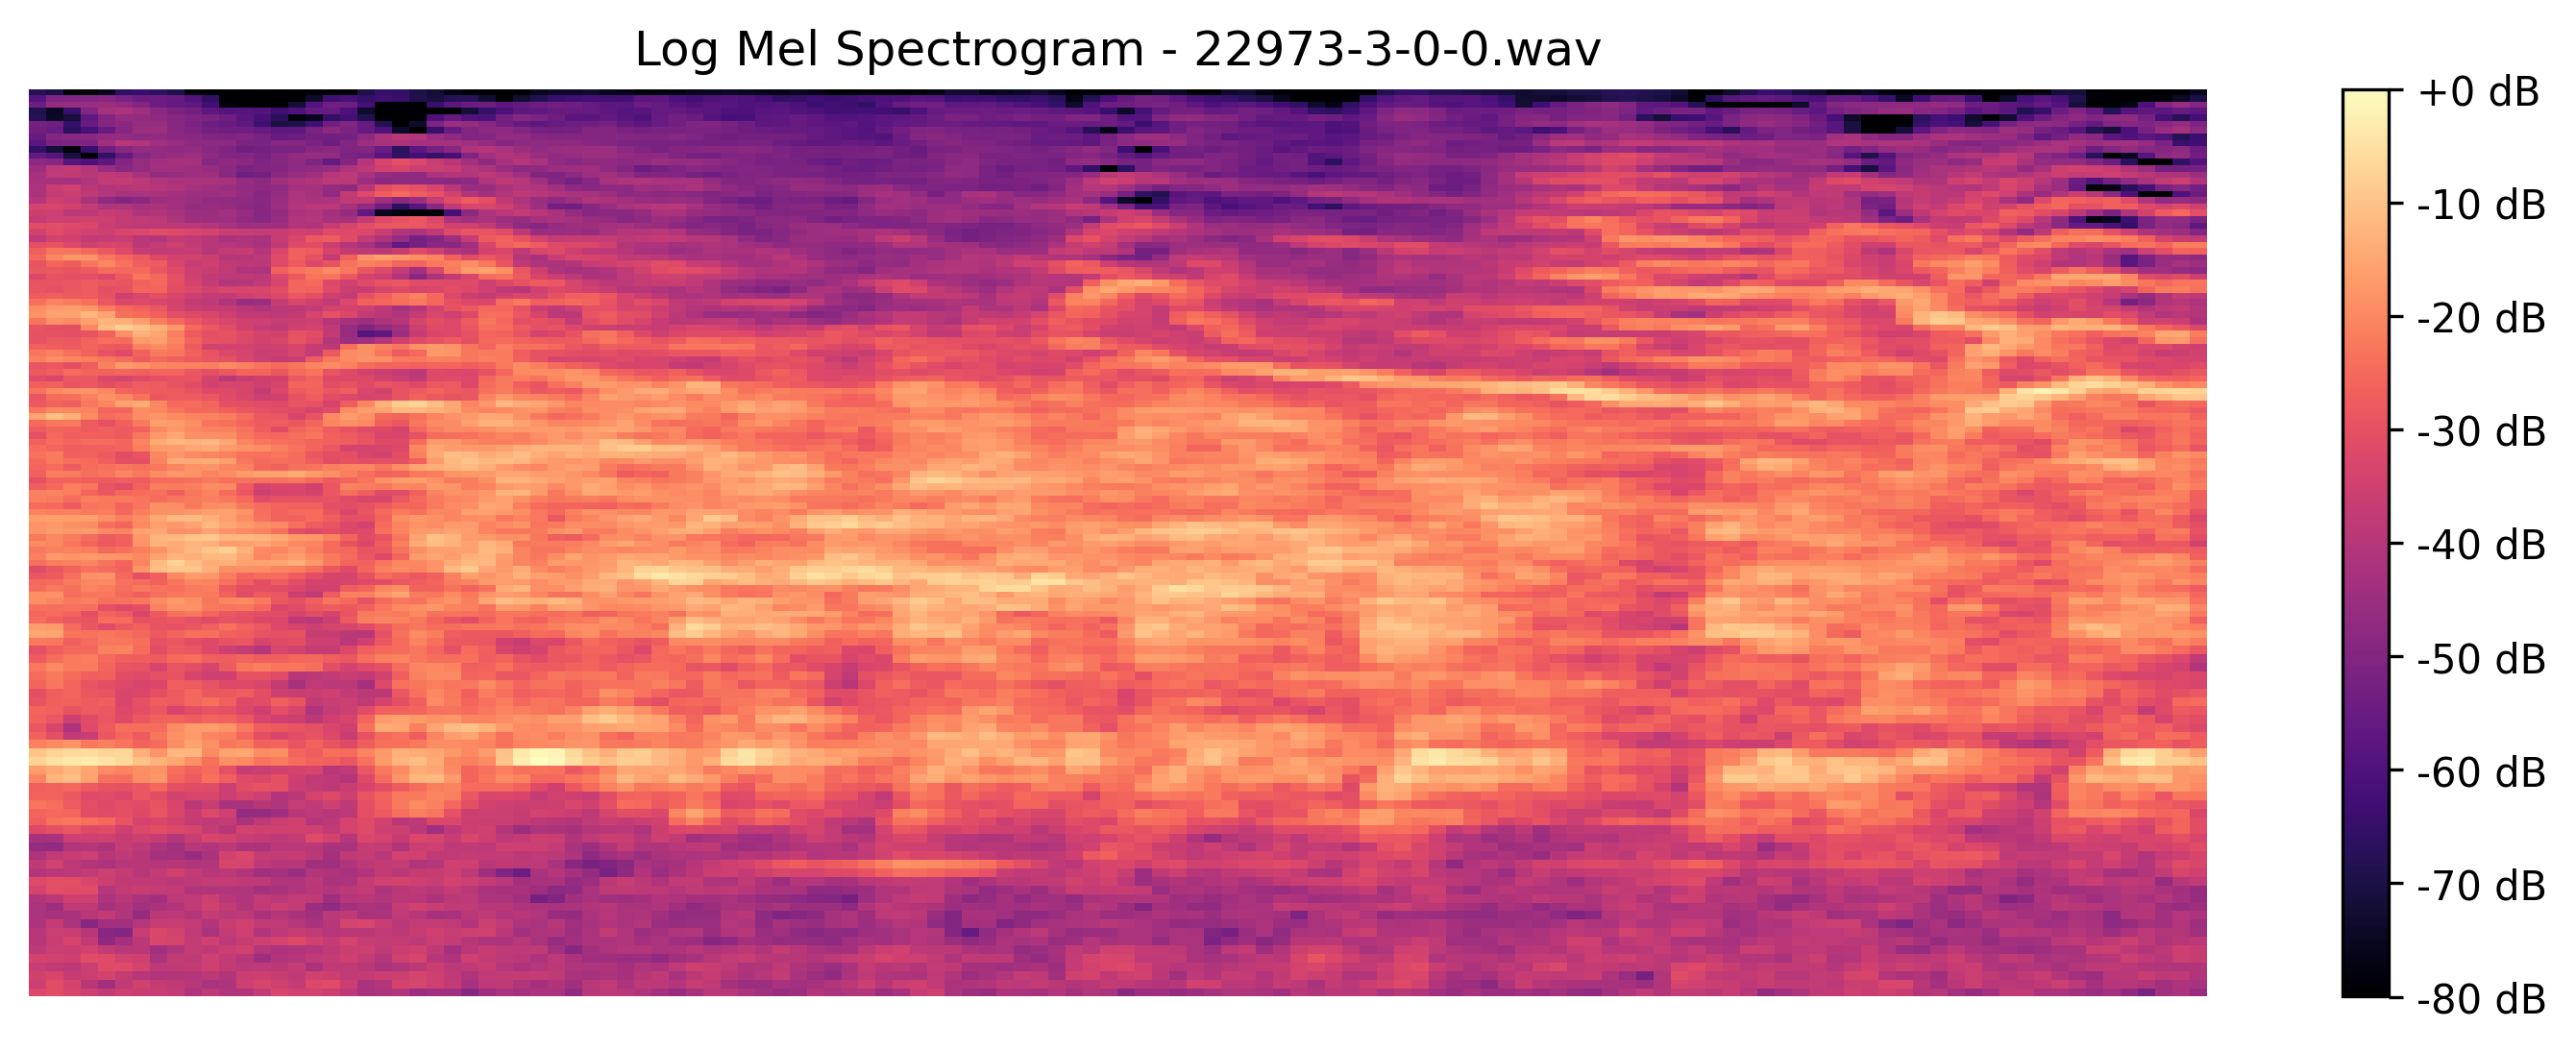 Log Mel Spectrogram - 22973-3-0-0.wav
+0 dB
-10 dB
-20 dB
-30 dB
-40 dB
-50 dB
-60 dB
-70 dB
-80 dB